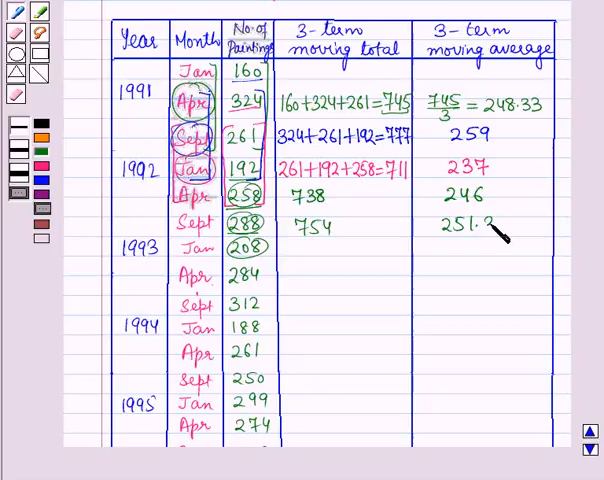 Year Month No. of Paintings 3-term moving total 3-term moving average
1991 Jan 160
Apr 324 160+324+261=745 745/3 = 248.33
Sept 261 324+261+192=777 259
1992 Jan 192 261+192+258=711 237
Apr 258 738 246
Sept 288 754 251.3
1993 Jan 208
Apr 284
Sept 312
1994 Jan 188
Apr 261
Sept 250
1995 Jan 299
Apr 274